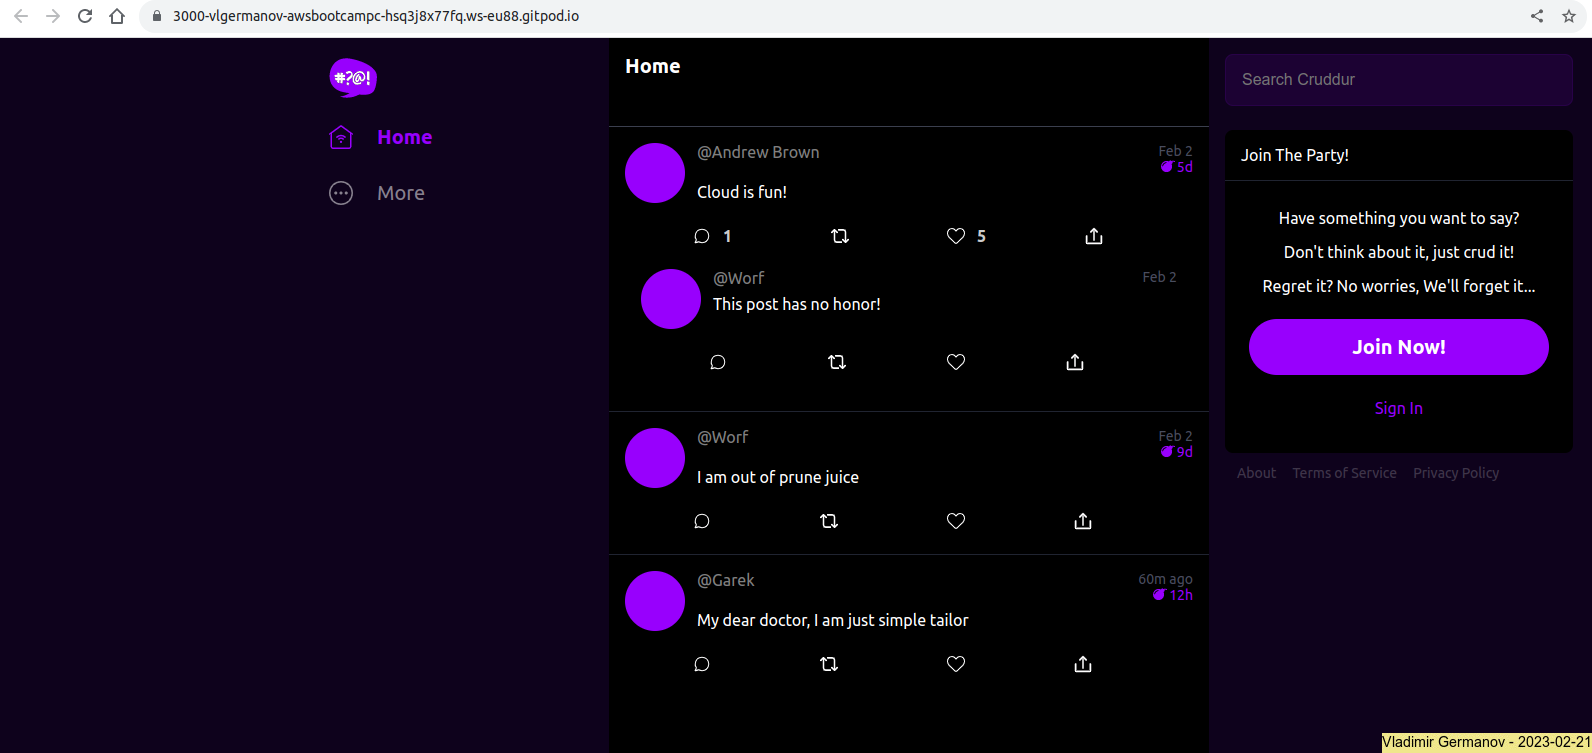 3000-vlgermanov-awsbootcampc-hsq3j8x77fq.ws-eu88.gitpod.io
#?@!
Home
More
Home
@Andrew Brown
Feb 2
5d
Cloud is fun!
1
5
@Worf
Feb 2
This post has no honor!
@Worf
Feb 2
9d
I am out of prune juice
@Garek
60m ago
12h
My dear doctor, I am just simple tailor
Search Cruddur
Join The Party!
Have something you want to say?
Don't think about it, just crud it!
Regret it? No worries, We'll forget it...
Join Now!
Sign In
About Terms of Service Privacy Policy
Vladimir Germanov - 2023-02-21